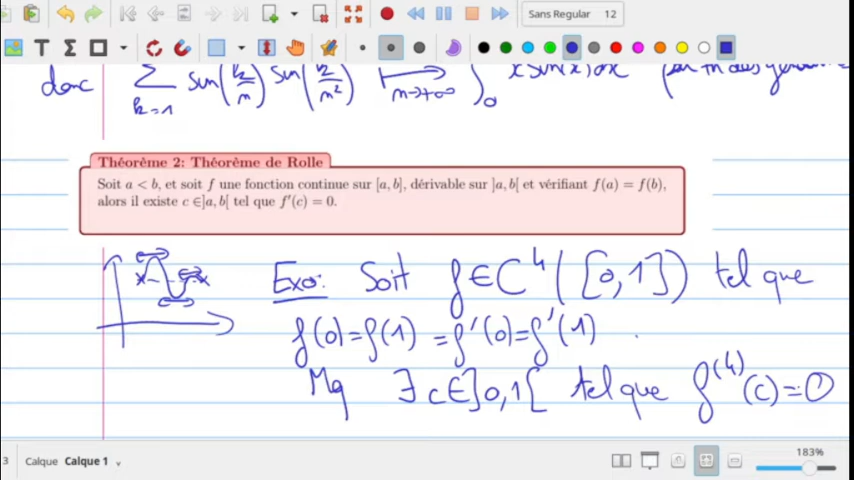 Sans Regular 12
donc ∑ k=1 sin(k/n) sin(k/n²) ⟼ n→+∞ ∫ 0 x sin(x) dx
Théorème 2: Théorème de Rolle
Soit a < b, et soit f une fonction continue sur [a, b], dérivable sur ]a, b[ et vérifiant f(a) = f(b),
alors il existe c ∈]a, b[ tel que f′(c) = 0.
Exo: Soit f ∈ C⁴([0,1]) tel que
f(0)=f(1) =f'(0)=f'(1) .
Mq ∃ c∈]0,1[ tel que f⁽⁴⁾(c)=0
3 Calque Calque 1
183%